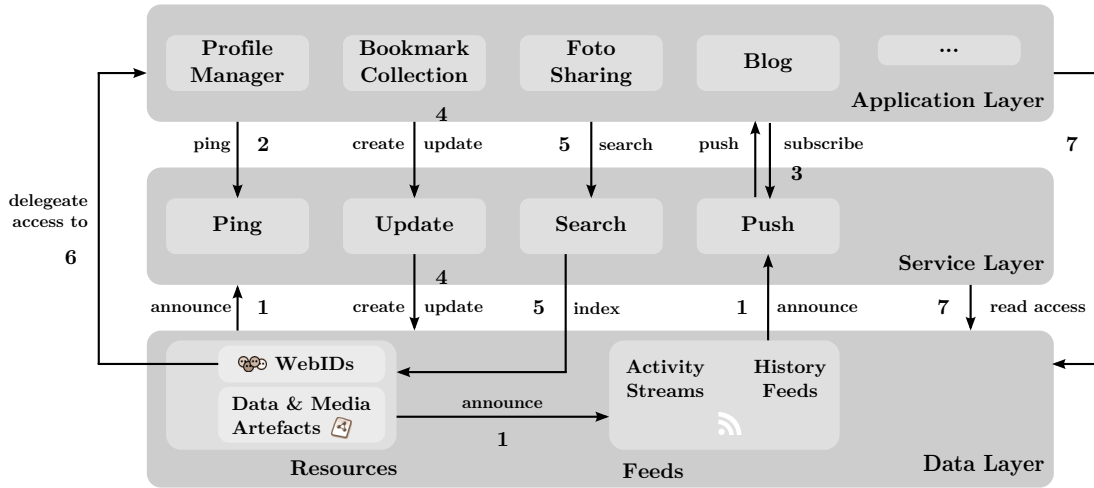 Profile
Manager
Bookmark
Collection
Foto
Sharing
Blog
...
Application Layer
4
ping
2
create
update
5
search
push
subscribe
7
3
delegeate
access to
6
Ping
Update
Search
Push
Service Layer
4
announce
1
create
update
5
index
1
announce
7
read access
WebIDs
Data & Media
Artefacts
Resources
announce
1
Activity
Streams
History
Feeds
Feeds
Data Layer